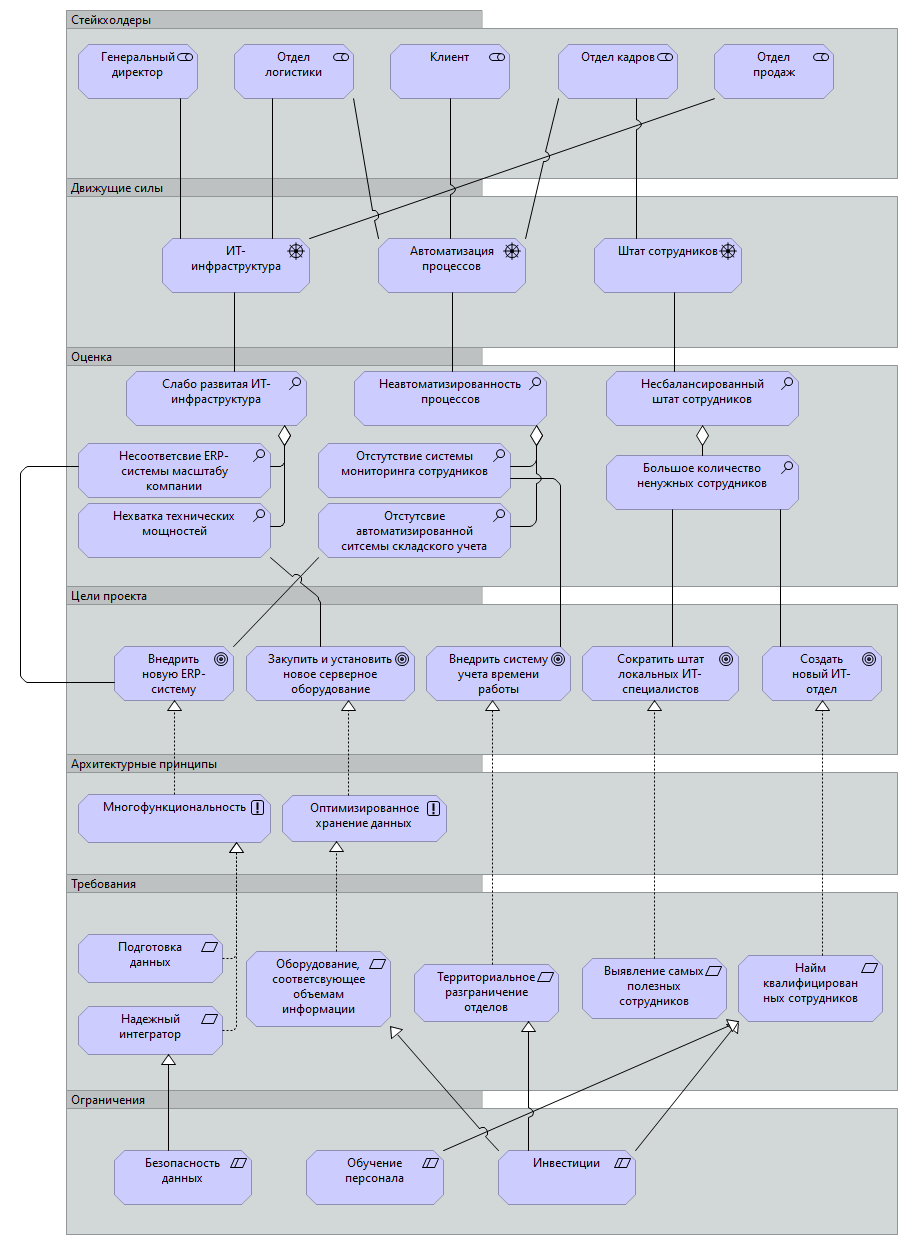 Стейкхолдеры
Генеральный
директор
Отдел
логистики
Клиент
Отдел кадров
Отдел
продаж
Движущие силы
ИТ-
инфраструктура
Автоматизация
процессов
Штат сотрудников
Оценка
Слабо развитая ИТ-
инфраструктура
Неавтоматизированность
процессов
Несбалансированный
штат сотрудников
Несоответсвие ERP-
системы масштабу
компании
Отстутствие системы
мониторинга сотрудников
Большое количество
ненужных сотрудников
Нехватка технических
мощностей
Отстутсвие
автоматизированной
ситсемы складского учета
Цели проекта
Внедрить
новую ERP-
систему
Закупить и установить
новое серверное
оборудование
Внедрить систему
учета времени
работы
Сократить штат
локальных ИТ-
специалистов
Создать
новый ИТ-
отдел
Архитектурные принципы
Многофункциональность
Оптимизированное
хранение данных
Требования
Подготовка
данных
Надежный
интегратор
Оборудование,
соответсвующее
объемам
информации
Территориальное
разграничение
отделов
Выявление самых
полезных
сотрудников
Найм
квалифицирован
ных сотрудников
Ограничения
Безопасность
данных
Обучение
персонала
Инвестиции